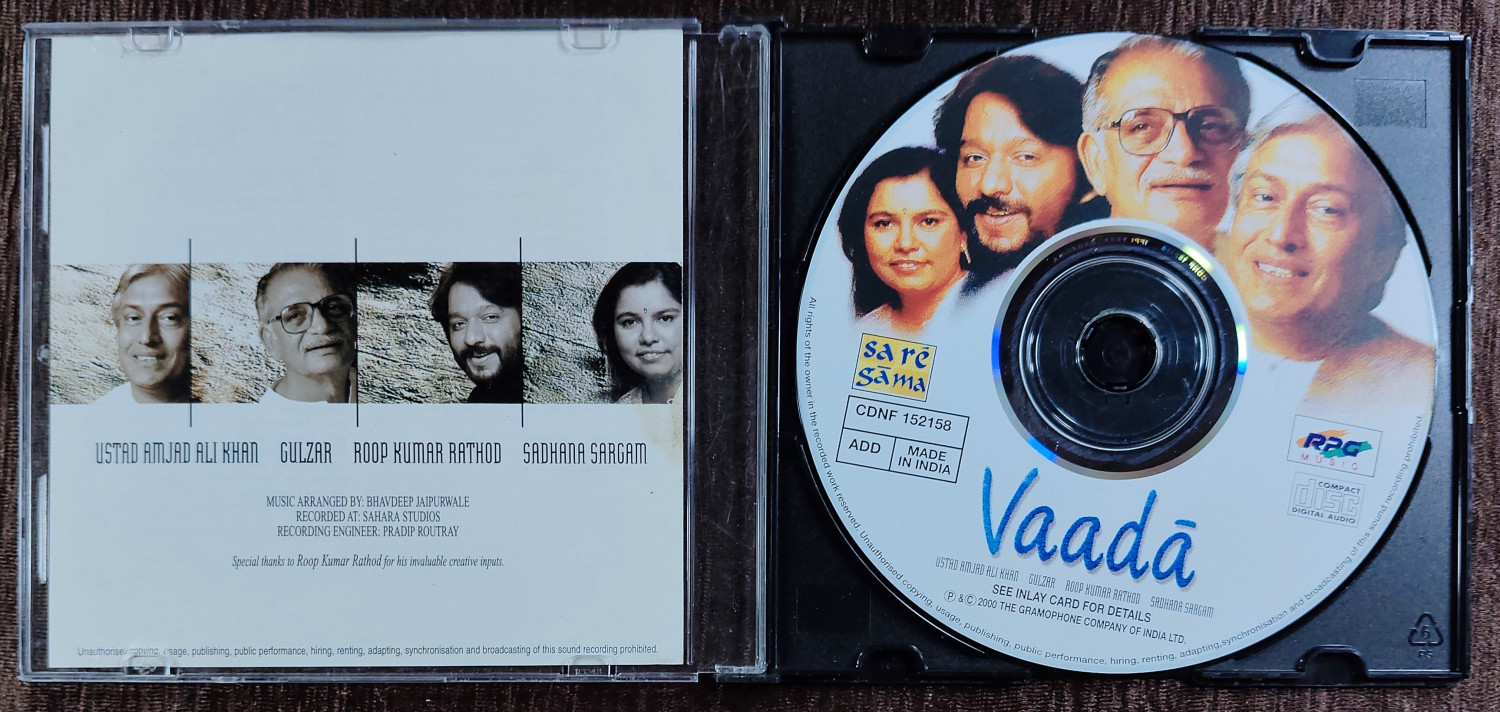 USTAD AMJAD ALI KHAN GULZAR ROOP KUMAR RATHOD SADHANA SARGAM
MUSIC ARRANGED BY: BHAVDEEP JAIPURWALE
RECORDED AT: SAHARA STUDIOS
RECORDING ENGINEER: PRADIP ROUTRAY
Special thanks to Roop Kumar Rathod for his invaluable creative inputs.
Unauthorised copying, usage, publishing, public performance, hiring, renting, adapting, synchronisation and broadcasting of this sound recording prohibited.
sa rē
gāma
CDNF 152158
ADD
MADE
IN INDIA
RPG
MUSIC
COMPACT
disc
DIGITAL AUDIO
Vaadā
USTAD AMJAD ALI KHAN GULZAR ROOP KUMAR RATHOD SADHANA SARGAM
SEE INLAY CARD FOR DETAILS
Ⓟ & © 2000 THE GRAMOPHONE COMPANY OF INDIA LTD.
All rights of the owner in the recorded work reserved. Unauthorised copying, usage, publishing, public performance, hiring, renting, adapting,synchronisation and broadcasting of this sound recording prohibited
6
PS